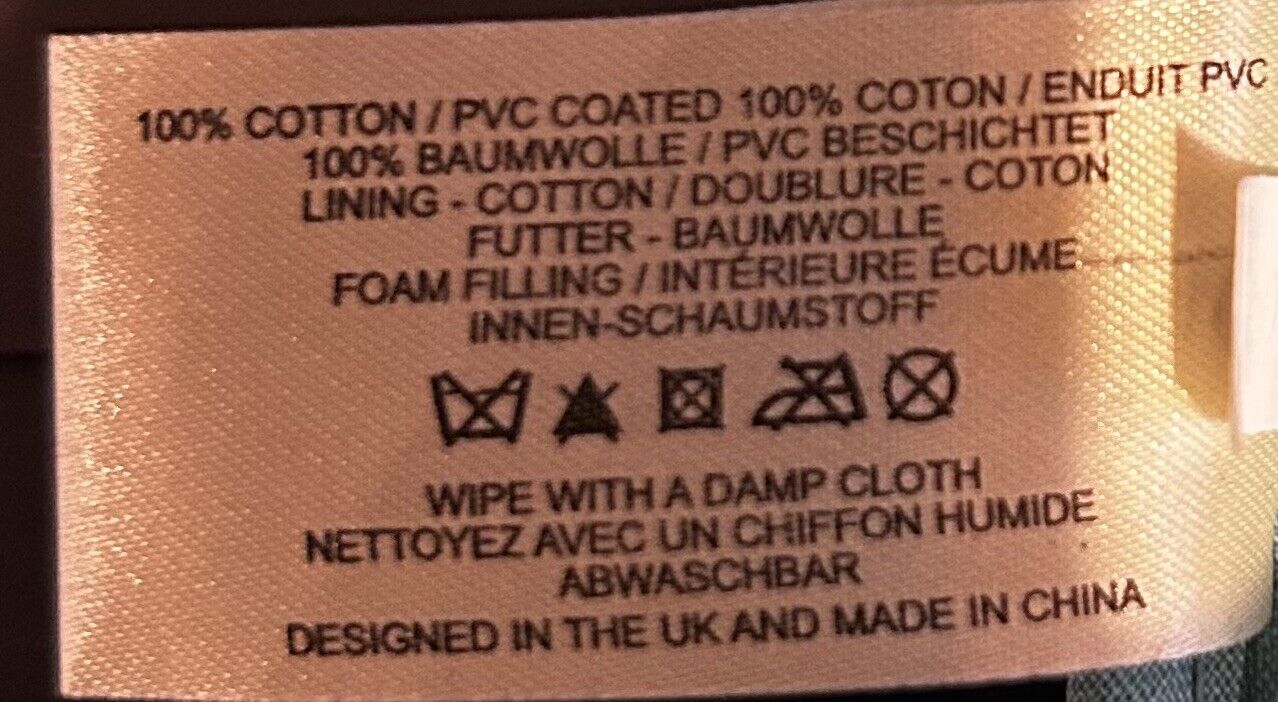 100% COTTON / PVC COATED 100% COTON / ENDUIT PVC
100% BAUMWOLLE / PVC BESCHICHTET
LINING - COTTON / DOUBLURE - COTON
FUTTER - BAUMWOLLE
FOAM FILLING / INTÉRIEURE ÉCUME
INNEN-SCHAUMSTOFF
WIPE WITH A DAMP CLOTH
NETTOYEZ AVEC UN CHIFFON HUMIDE
ABWASCHBAR
DESIGNED IN THE UK AND MADE IN CHINA